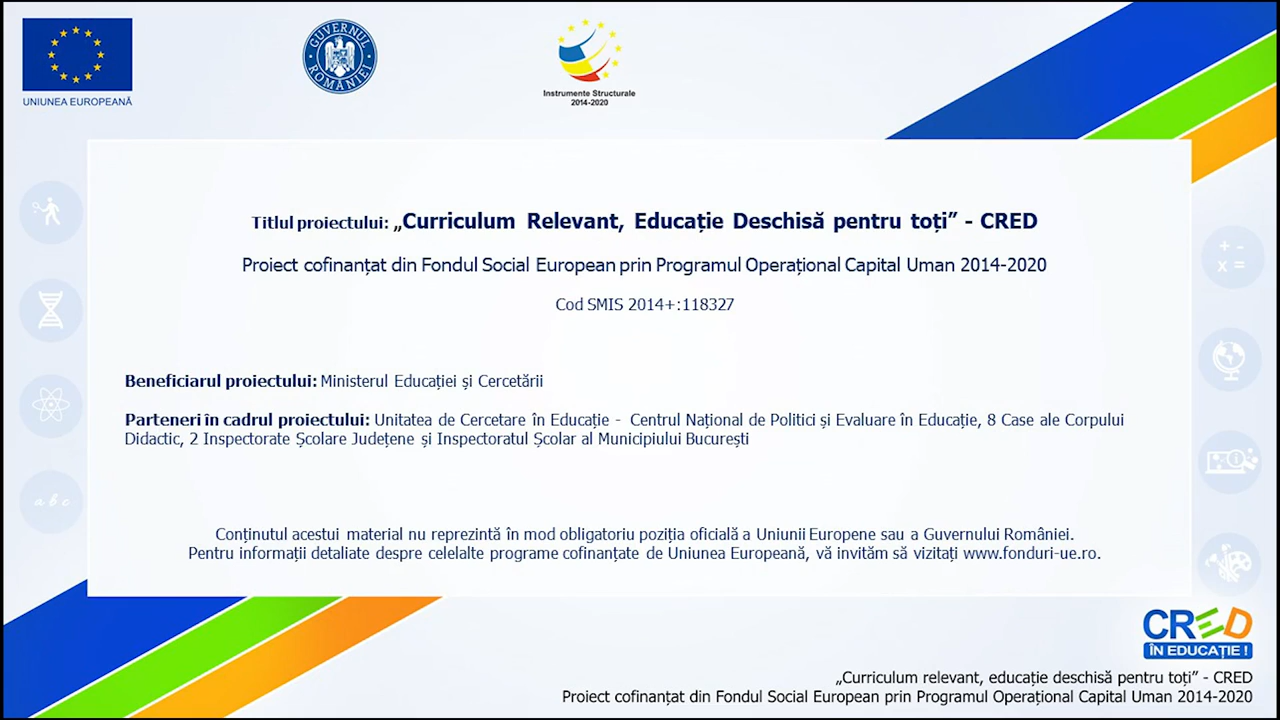 UNIUNEA EUROPEANĂ
GUVERNUL ROMÂNIEI
Instrumente Structurale
2014-2020
Titlul proiectului: „Curriculum Relevant, Educație Deschisă pentru toți” - CRED
Proiect cofinanțat din Fondul Social European prin Programul Operațional Capital Uman 2014-2020
Cod SMIS 2014+:118327
+ -
x =
Beneficiarul proiectului: Ministerul Educației și Cercetării
Parteneri în cadrul proiectului: Unitatea de Cercetare în Educație - Centrul Național de Politici și Evaluare în Educație, 8 Case ale Corpului
Didactic, 2 Inspectorate Școlare Județene și Inspectoratul Școlar al Municipiului București
a b c
Conținutul acestui material nu reprezintă în mod obligatoriu poziția oficială a Uniunii Europene sau a Guvernului României.
Pentru informații detaliate despre celelalte programe cofinanțate de Uniunea Europeană, vă invităm să vizitați www.fonduri-ue.ro.
CRED
ÎN EDUCAȚIE !
„Curriculum relevant, educație deschisă pentru toți” - CRED
Proiect cofinanțat din Fondul Social European prin Programul Operațional Capital Uman 2014-2020